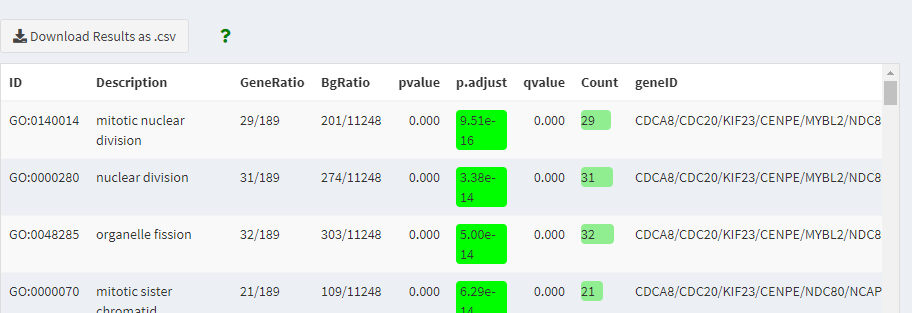 Download Results as .csv ?
ID Description GeneRatio BgRatio pvalue p.adjust qvalue Count geneID
GO:0140014 mitotic nuclear 29/189 201/11248 0.000 9.51e- 0.000 29 CDCA8/CDC20/KIF23/CENPE/MYBL2/NDC8
division 16
GO:0000280 nuclear division 31/189 274/11248 0.000 3.38e- 0.000 31 CDCA8/CDC20/KIF23/CENPE/MYBL2/NDC8
14
GO:0048285 organelle fission 32/189 303/11248 0.000 5.00e- 0.000 32 CDCA8/CDC20/KIF23/CENPE/MYBL2/NDC8
14
GO:0000070 mitotic sister 21/189 109/11248 0.000 6.29e- 0.000 21 CDCA8/CDC20/KIF23/CENPE/NDC80/NCAP
chromatid 14